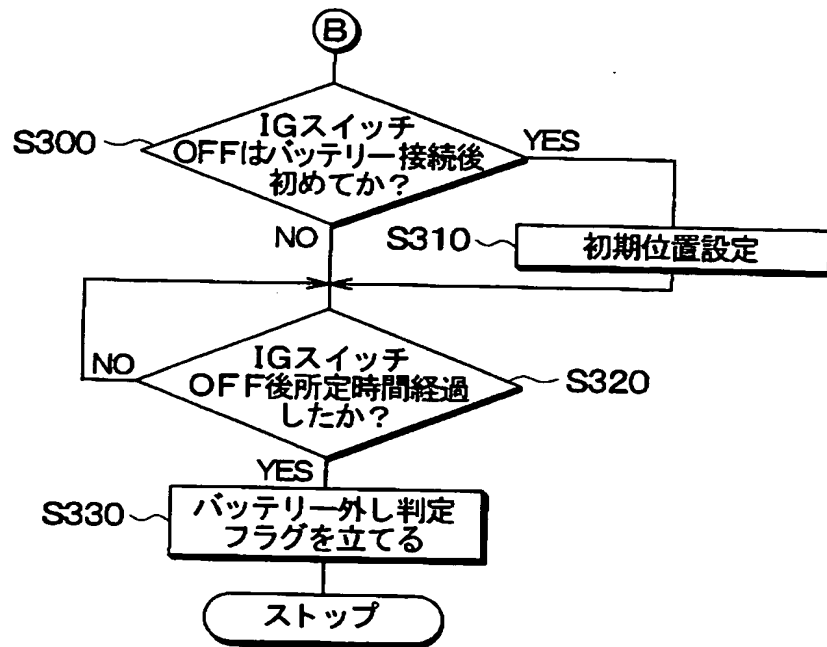 B
S300
IGスイッチ
OFFはバッテリー接続後
初めてか？
YES
NO
S310
初期位置設定
NO
IGスイッチ
OFF後所定時間経過
したか？
S320
YES
S330
バッテリー外し判定
フラグを立てる
ストップ